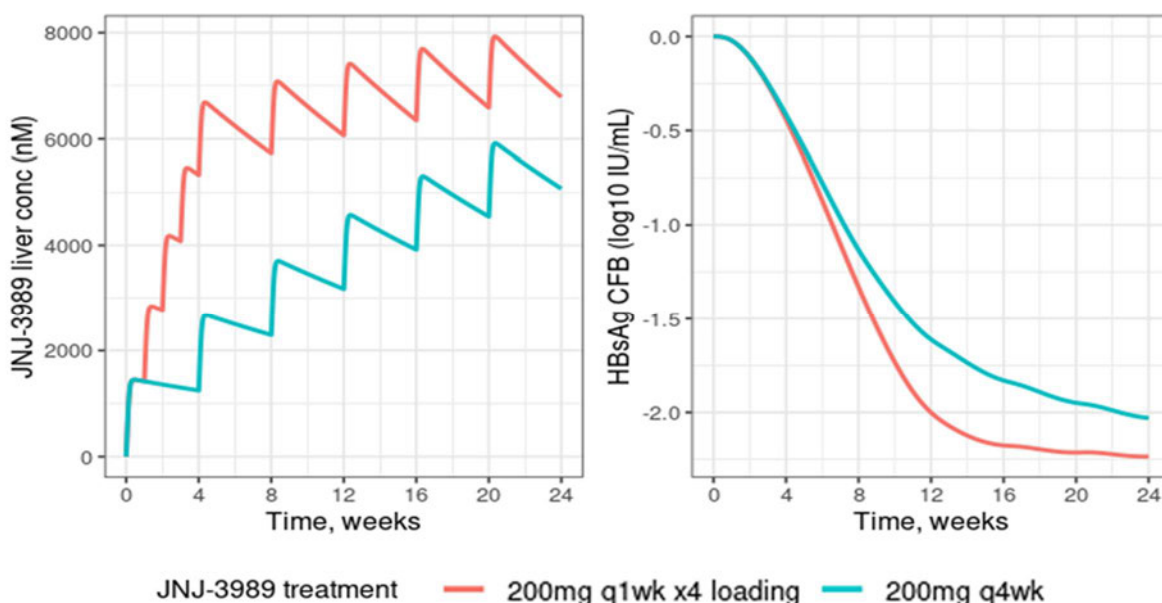 JNJ-3989 liver conc (nM)
8000
6000
4000
2000
0
0 4 8 12 16 20 24
Time, weeks
HBsAg CFB (log10 IU/mL)
0.0
-0.5
-1.0
-1.5
-2.0
0 4 8 12 16 20 24
Time, weeks
JNJ-3989 treatment 200mg q1wk x4 loading 200mg q4wk